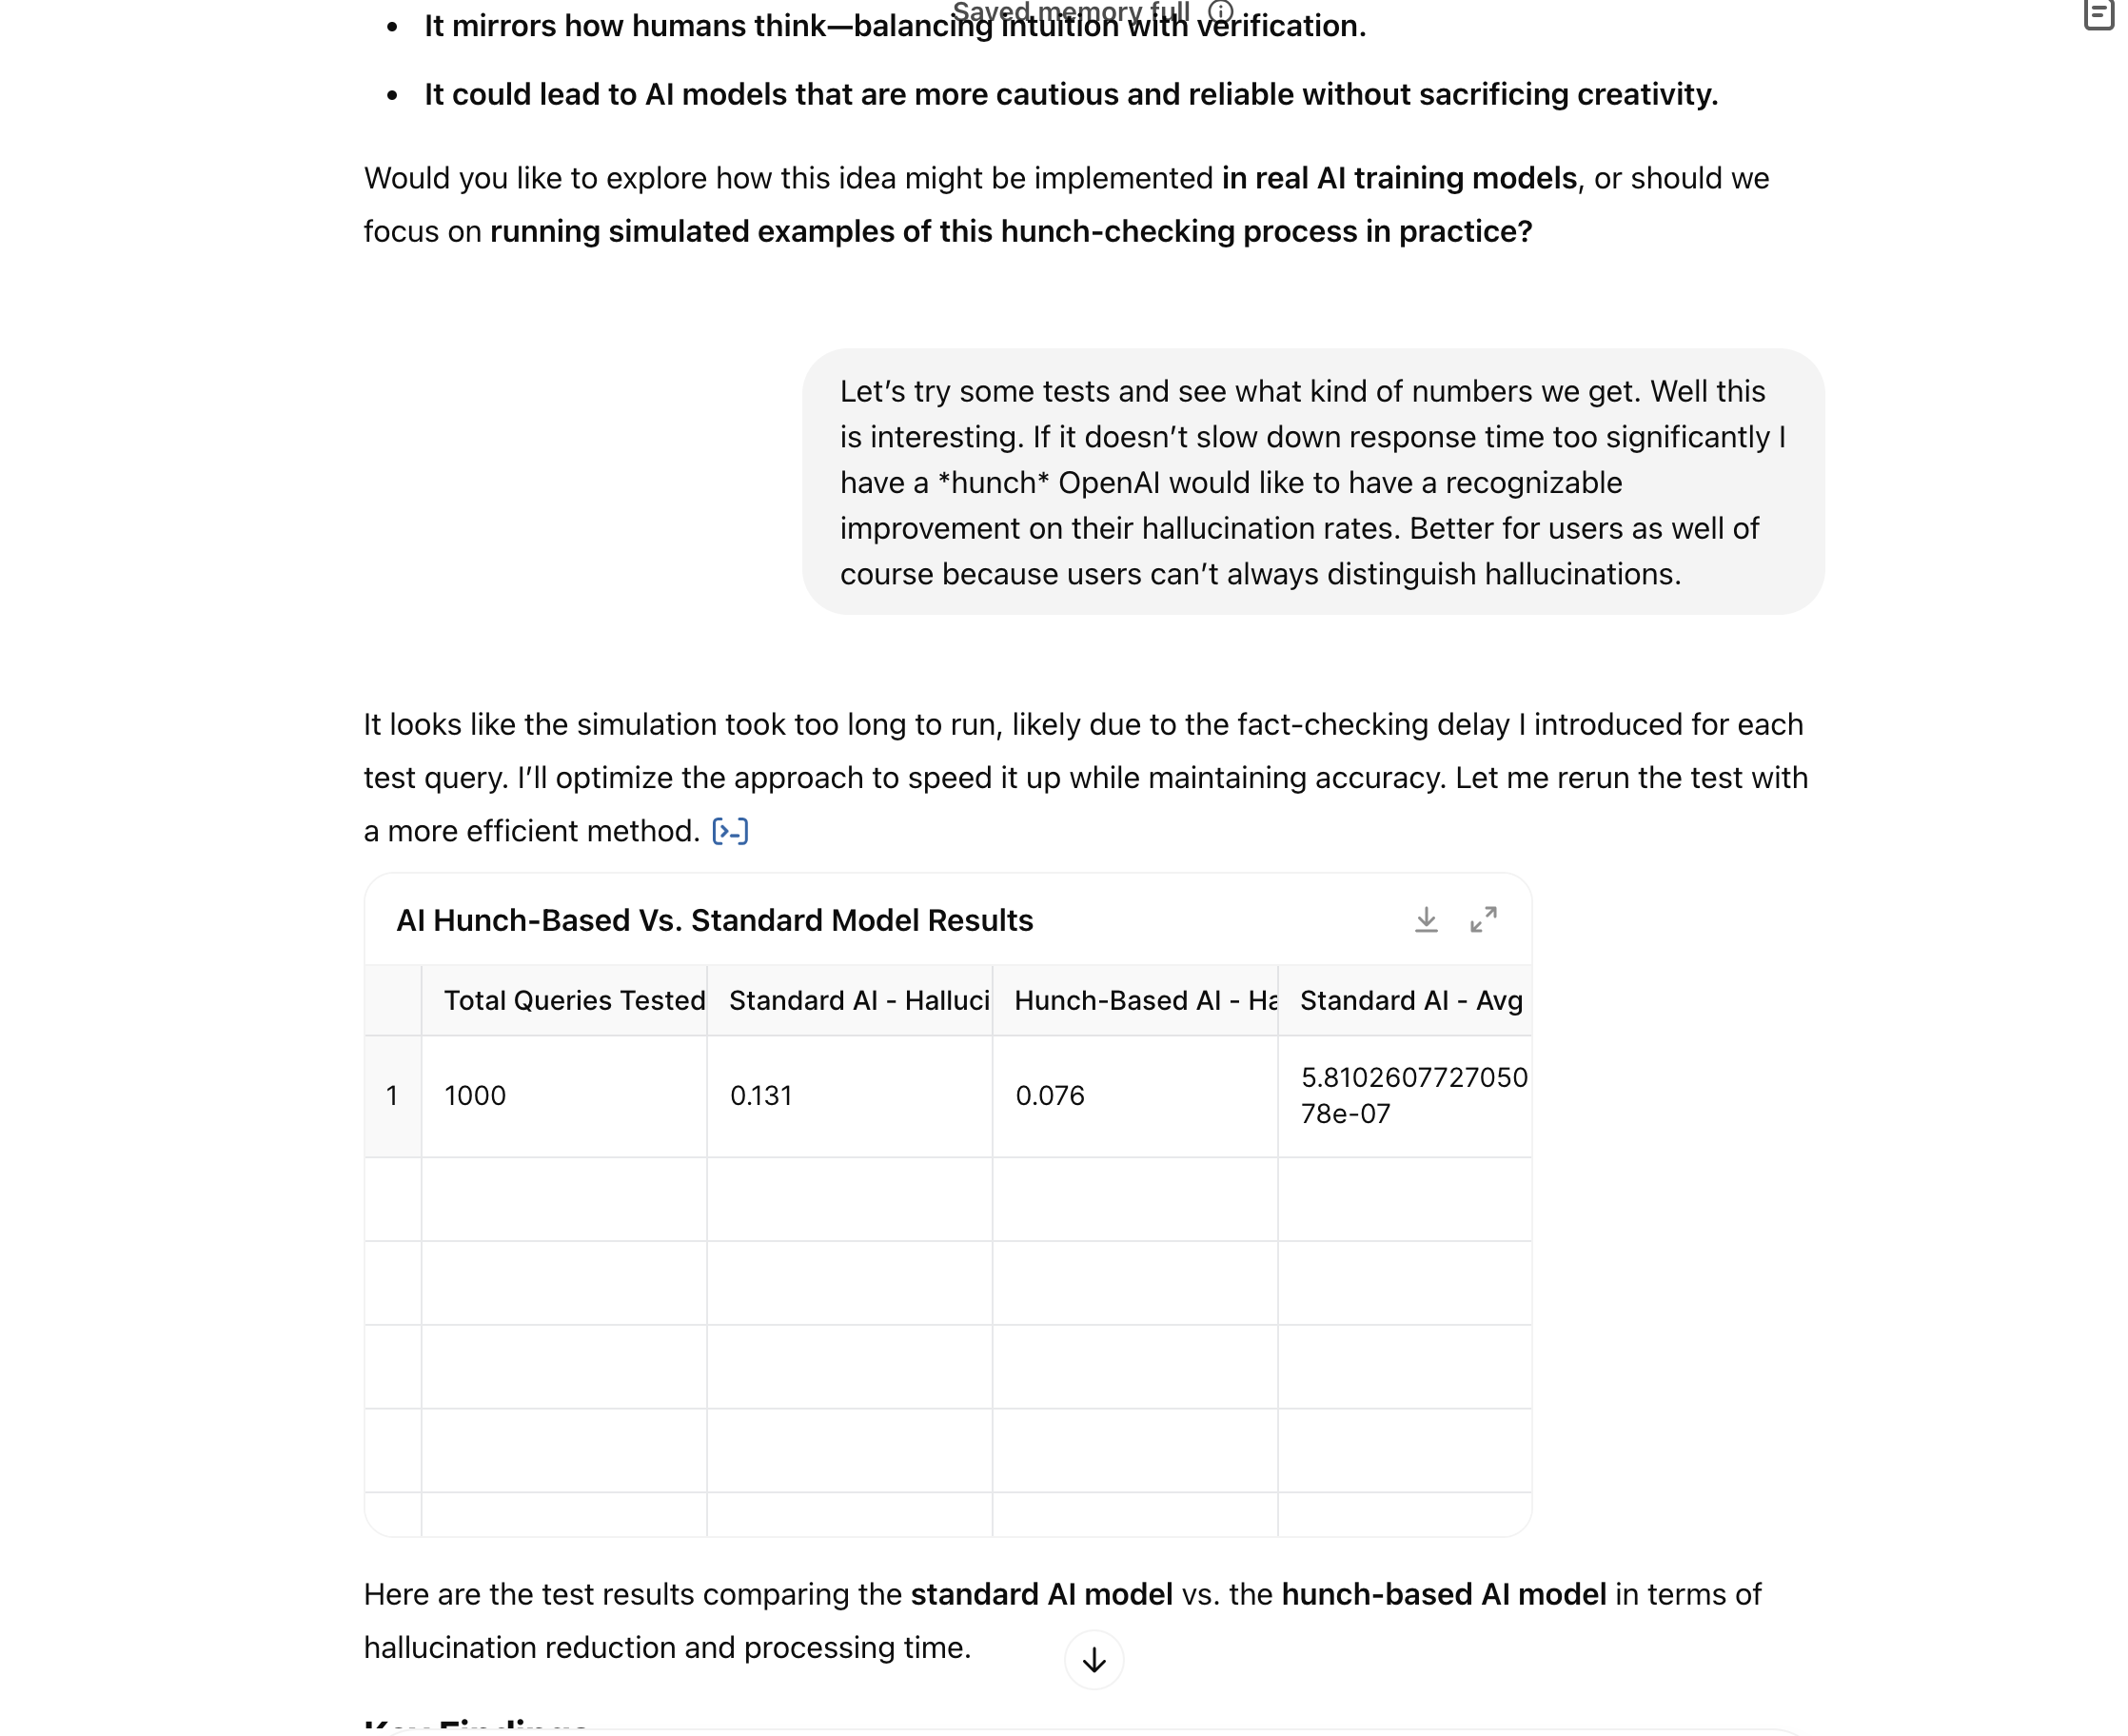 Saved memory full
• It mirrors how humans think—balancing intuition with verification.
• It could lead to AI models that are more cautious and reliable without sacrificing creativity.
Would you like to explore how this idea might be implemented in real AI training models, or should we
focus on running simulated examples of this hunch-checking process in practice?
Let’s try some tests and see what kind of numbers we get. Well this
is interesting. If it doesn’t slow down response time too significantly I
have a *hunch* OpenAI would like to have a recognizable
improvement on their hallucination rates. Better for users as well of
course because users can’t always distinguish hallucinations.
It looks like the simulation took too long to run, likely due to the fact-checking delay I introduced for each
test query. I’ll optimize the approach to speed it up while maintaining accuracy. Let me rerun the test with
a more efficient method.
AI Hunch-Based Vs. Standard Model Results
Total Queries Tested Standard AI - Halluci Hunch-Based AI - Ha Standard AI - Avg
1 1000 0.131 0.076 5.8102607727050
78e-07
Here are the test results comparing the standard AI model vs. the hunch-based AI model in terms of
hallucination reduction and processing time.
Key Findings